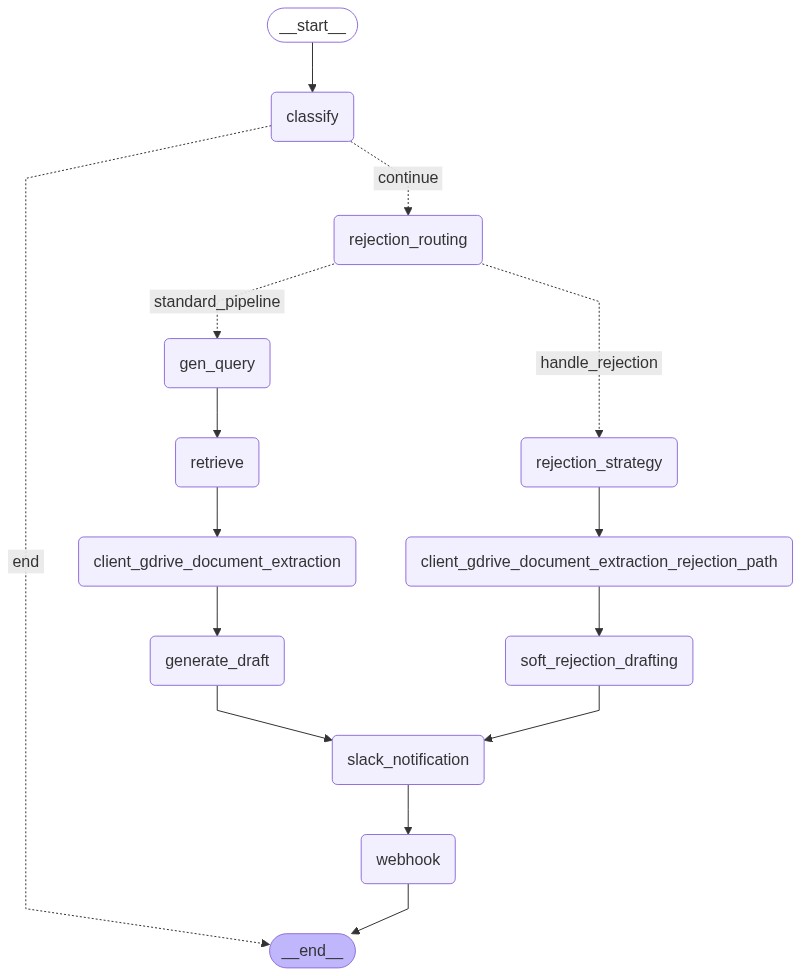 __start__
classify
continue
rejection_routing
standard_pipeline
gen_query
handle_rejection
retrieve
rejection_strategy
end
client_gdrive_document_extraction
client_gdrive_document_extraction_rejection_path
generate_draft
soft_rejection_drafting
slack_notification
webhook
__end__